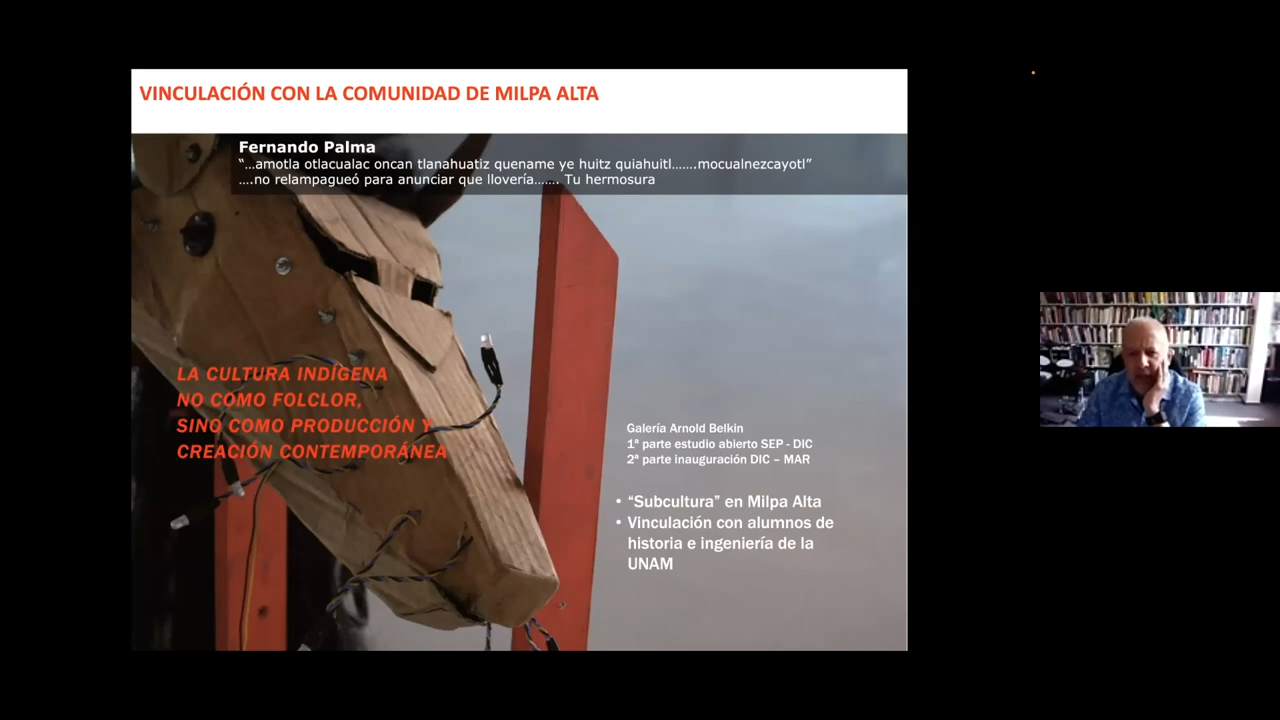 VINCULACIÓN CON LA COMUNIDAD DE MILPA ALTA
Fernando Palma
“...amotla otlacualac oncan tlanahuatiz quename ye huitz quiahuitl.......mocualnezcayotl”
....no relampagueó para anunciar que llovería....... Tu hermosura
LA CULTURA INDÍGENA
NO COMO FOLCLOR,
SINO COMO PRODUCCIÓN Y
CREACIÓN CONTEMPORÁNEA
Galería Arnold Belkin
1ª parte estudio abierto SEP - DIC
2ª parte inauguración DIC – MAR
• “Subcultura” en Milpa Alta
• Vinculación con alumnos de
historia e ingeniería de la
UNAM